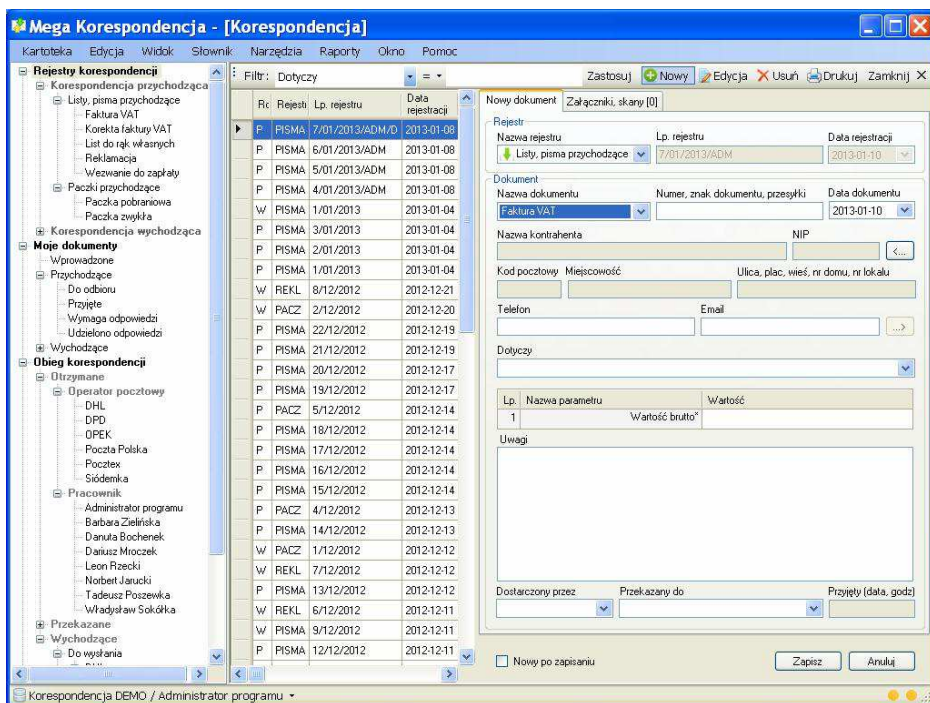 Mega Korespondencja - [Korespondencja]
Kartoteka Edycja Widok Słownik Narzędzia Raporty Okno Pomoc
Rejestry korespondencji
Korespondencja przychodząca
Listy, pisma przychodzące
Faktura VAT
Korekta faktury VAT
List do rąk własnych
Reklamacja
Wezwanie do zapłaty
Paczki przychodzące
Paczka pobraniowa
Paczka zwykła
Korespondencja wychodząca
Moje dokumenty
Wprowadzone
Przychodzące
Do odbioru
Przyjęte
Wymaga odpowiedzi
Udzielono odpowiedzi
Wychodzące
Obieg korespondencji
Otrzymane
Operator pocztowy
DHL
DPD
OPEK
Poczta Polska
Pocztex
Siódemka
Pracownik
Administrator programu
Barbara Zielińska
Danuta Bochenek
Dariusz Mroczek
Leon Rzecki
Norbert Jarucki
Tadeusz Poszewka
Władysław Sokółka
Przekazane
Wychodzące
Do wysłania
Filtr: Dotyczy = Zastosuj Nowy Edycja Usuń Drukuj Zamknij X
Rc Rejestr Lp. rejestru Data rejestracji
P PISMA 7/01/2013/ADM/D 2013-01-08
P PISMA 6/01/2013/ADM 2013-01-08
P PISMA 5/01/2013/ADM 2013-01-08
P PISMA 4/01/2013/ADM 2013-01-08
W PISMA 1/01/2013 2013-01-04
P PISMA 3/01/2013 2013-01-04
P PISMA 2/01/2013 2013-01-04
P PISMA 1/01/2013 2013-01-04
W REKL 8/12/2012 2012-12-21
W PACZ 2/12/2012 2012-12-20
P PISMA 22/12/2012 2012-12-19
P PISMA 21/12/2012 2012-12-19
P PISMA 20/12/2012 2012-12-17
P PISMA 19/12/2012 2012-12-17
P PACZ 5/12/2012 2012-12-14
P PISMA 18/12/2012 2012-12-14
P PISMA 17/12/2012 2012-12-14
P PISMA 16/12/2012 2012-12-14
P PISMA 15/12/2012 2012-12-14
P PACZ 4/12/2012 2012-12-13
P PISMA 14/12/2012 2012-12-13
W PACZ 1/12/2012 2012-12-12
W REKL 7/12/2012 2012-12-12
P PISMA 13/12/2012 2012-12-12
W REKL 6/12/2012 2012-12-11
W PISMA 9/12/2012 2012-12-11
P PISMA 12/12/2012 2012-12-11
Nowy dokument Załączniki, skany [0]
Rejestr
Nazwa rejestru Lp. rejestru Data rejestracji
Listy, pisma przychodzące 7/01/2013/ADM 2013-01-10
Dokument
Nazwa dokumentu Numer, znak dokumentu, przesyłki Data dokumentu
Faktura VAT 2013-01-10
Nazwa kontrahenta NIP
<...
Kod pocztowy Miejscowość Ulica, plac, wieś, nr domu, nr lokalu
Telefon Email
...>
Dotyczy
Lp. Nazwa parametru Wartość
1 Wartość brutto*
Uwagi
Dostarczony przez Przekazany do Przyjęty (data, godz)
Nowy po zapisaniu Zapisz Anuluj
Korespondencja DEMO / Administrator programu